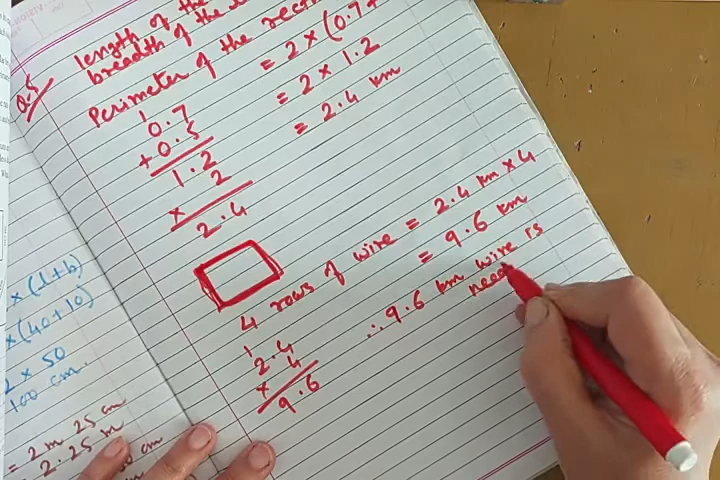 Q.5
length of the
breadth of the
Perimeter of the
= 2 × (0.7 +
= 2 × 1.2
= 2.4 km
1
0.7
+ 0.5
1.2
× 2
2.4
4 rows of wire = 2.4 km × 4
= 9.6 km
∴ 9.6 km wire is
need
1
2.4
× 4
9.6
× (l+b)
× (40+10)
2 × 50
100 cm.
= 2 m 25 cm
= 2.25 m
cm